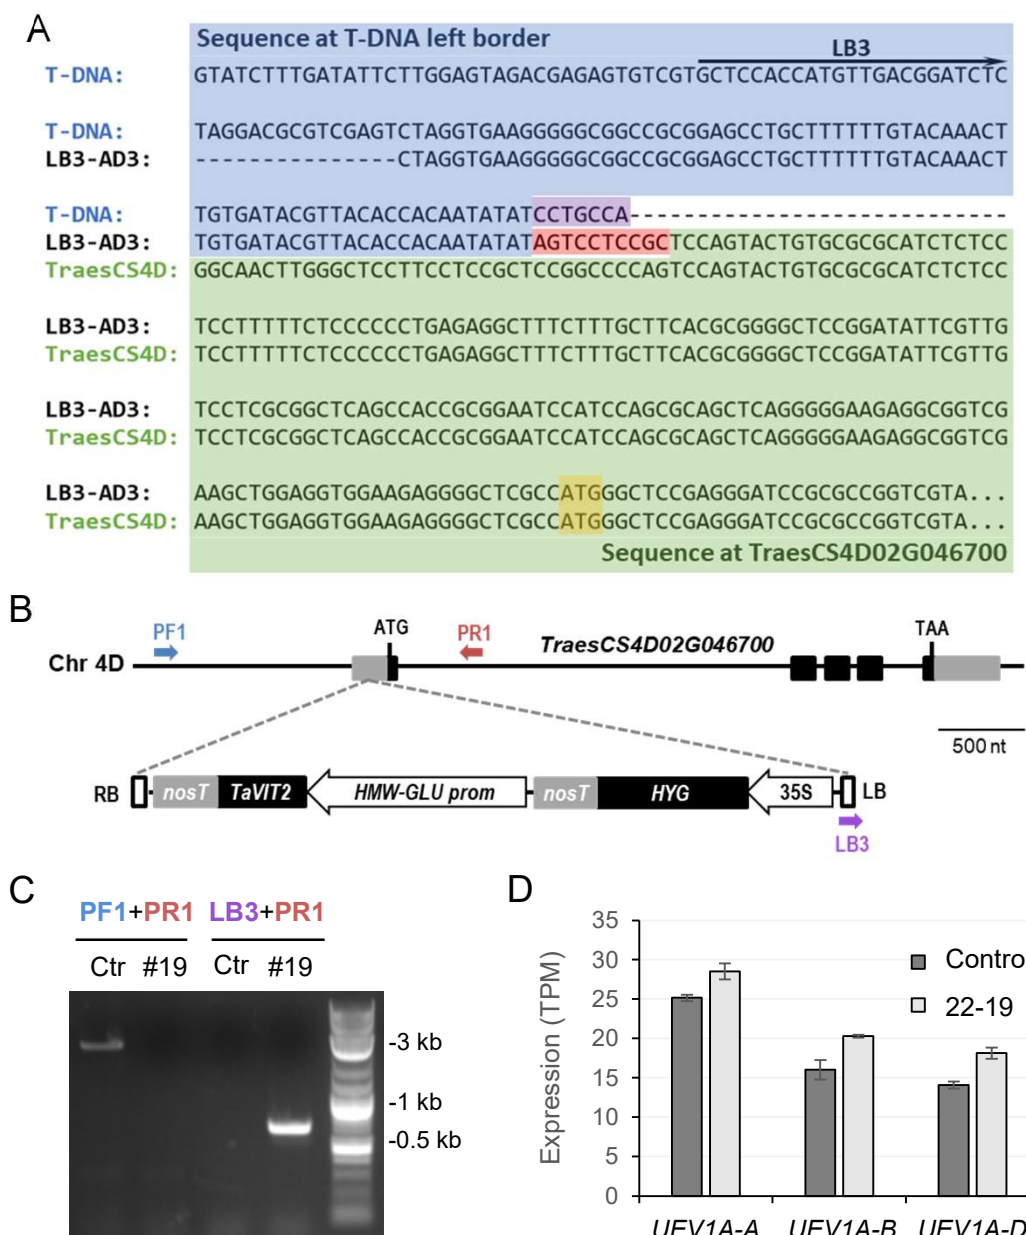 A
Sequence at T-DNA left border
LB3
T-DNA: GTATCTTTGATATTCTTGGAGTAGACGAGAGTGTCGTGCTCCACCATGTTGACGGATCTC
T-DNA: TAGGACGCGTCGAGTCTAGGTGAAGGGGGCGGCCGCGGAGCCTGCTTTTTTGTACAAACT
LB3-AD3: ---------------CTAGGTGAAGGGGGCGGCCGCGGAGCCTGCTTTTTTGTACAAACT
T-DNA: TGTGATACGTTACACCACAATATATCCTGCCA----------------------------
LB3-AD3: TGTGATACGTTACACCACAATATATAGTCCTCCGCTCCAGTACTGTGCGCGCATCTCTCC
TraesCS4D: GGCAACTTGGGCTCCTTCCTCCGCTCCGGCCCCAGTCCAGTACTGTGCGCGCATCTCTCC
LB3-AD3: TCCTTTTTCTCCCCCCTGAGAGGCTTTCTTTGCTTCACGCGGGGCTCCGGATATTCGTTG
TraesCS4D: TCCTTTTTCTCCCCCCTGAGAGGCTTTCTTTGCTTCACGCGGGGCTCCGGATATTCGTTG
LB3-AD3: TCCTCGCGGCTCAGCCACCGCGGAATCCATCCAGCGCAGCTCAGGGGGAAGAGGCGGTCG
TraesCS4D: TCCTCGCGGCTCAGCCACCGCGGAATCCATCCAGCGCAGCTCAGGGGGAAGAGGCGGTCG
LB3-AD3: AAGCTGGAGGTGGAAGAGGGGCTCGCCATGGGCTCCGAGGGATCCGCGCCGGTCGTA...
TraesCS4D: AAGCTGGAGGTGGAAGAGGGGCTCGCCATGGGCTCCGAGGGATCCGCGCCGGTCGTA...
Sequence at TraesCS4D02G046700
B
PF1 ATG PR1 TraesCS4D02G046700 TAA
Chr 4D
500 nt
RB nosT TaVIT2 HMW-GLU prom nosT HYG 35S LB
LB3
C
PF1+PR1 LB3+PR1
Ctr #19 Ctr #19
-3 kb
-1 kb
-0.5 kb
D
Expression (TPM)
35
30
25
20
15
10
5
0
Contro
22-19
UEV1A-A UEV1A-B UEV1A-D